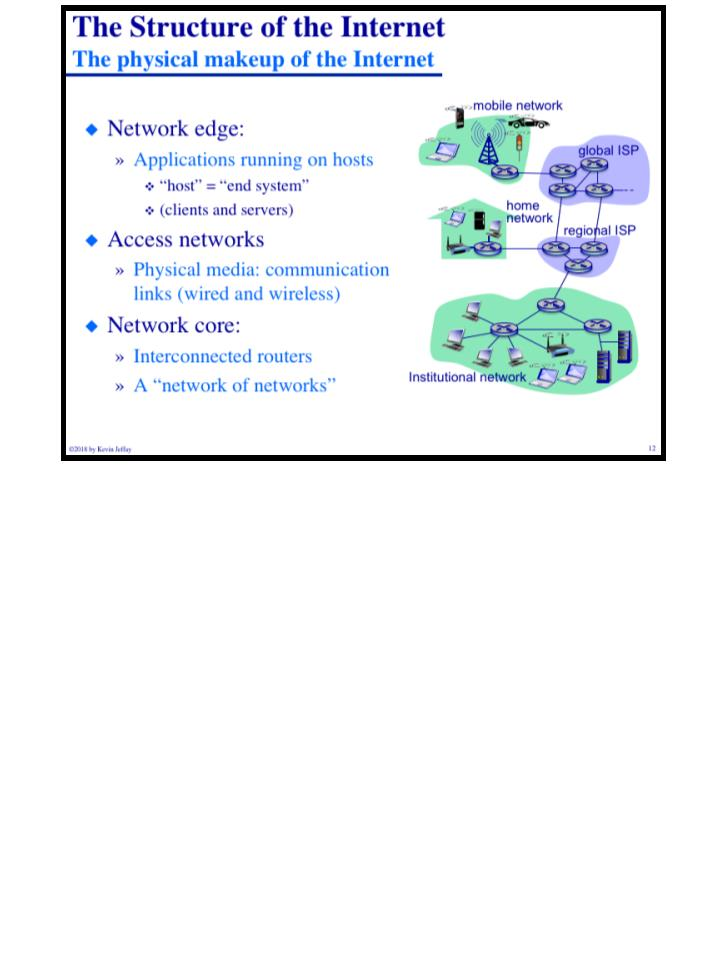 The Structure of the Internet
The physical makeup of the Internet
◆ Network edge:
» Applications running on hosts
❖ “host” = “end system”
❖ (clients and servers)
◆ Access networks
» Physical media: communication
links (wired and wireless)
◆ Network core:
» Interconnected routers
» A “network of networks”
mobile network
global ISP
home
network
regional ISP
Institutional network
©2018 by Kevin Jeffay
12